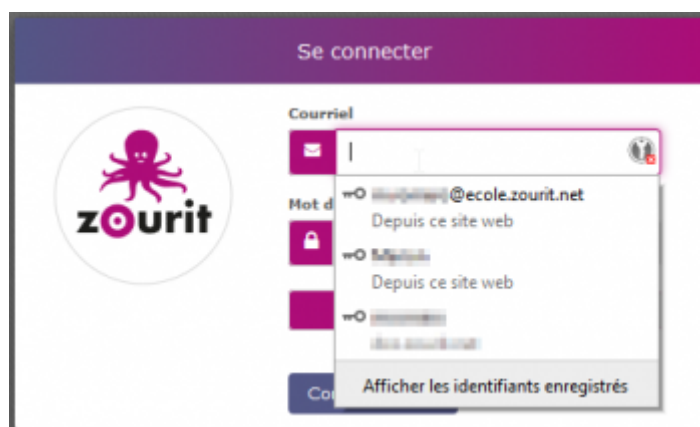 Se connecter
Courriel
zourit
@ecole.zourit.net
Mot d
Depuis ce site web
Depuis ce site web
Afficher les identifiants enregistrés
Co